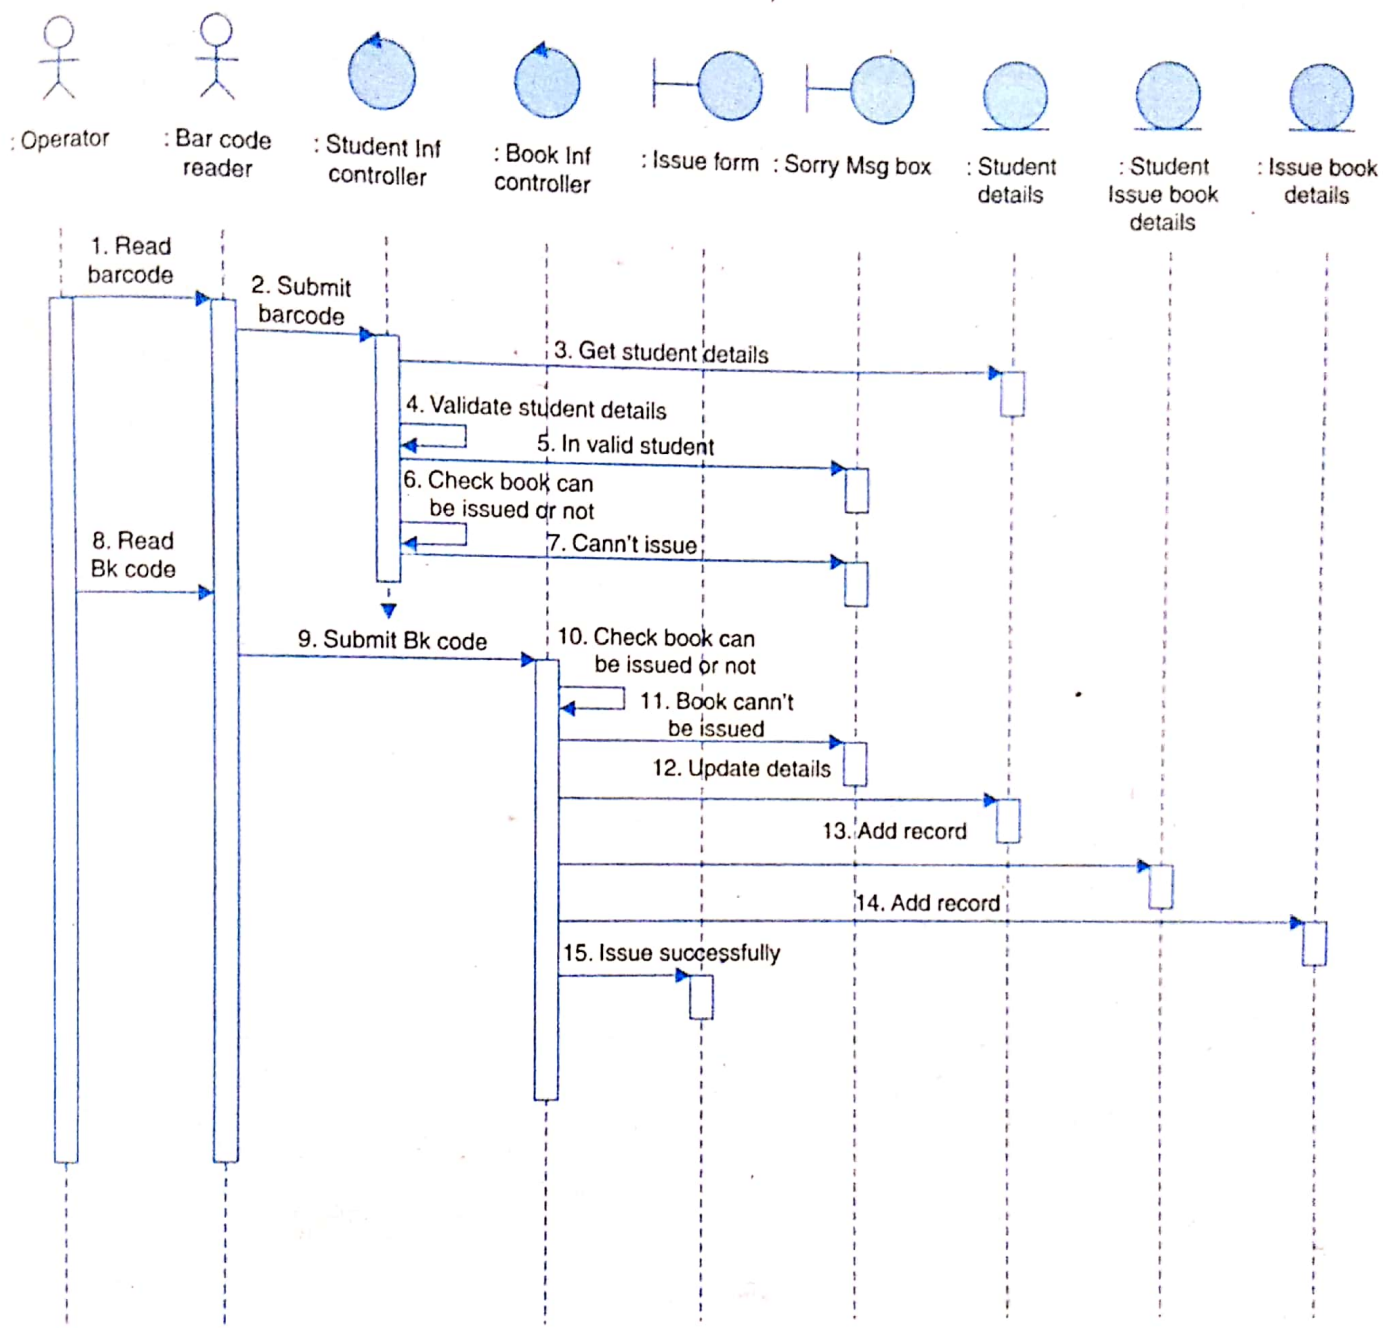 : Operator
: Bar code
reader
: Student Inf
controller
: Book Inf
controller
: Issue form
: Sorry Msg box
: Student
details
: Student
Issue book
details
: Issue book
details
1. Read
barcode
2. Submit
barcode
3. Get student details
4. Validate student details
5. In valid student
6. Check book can
be issued or not
7. Cann't issue
8. Read
Bk code
9. Submit Bk code
10. Check book can
be issued or not
11. Book cann't
be issued
12. Update details
13. Add record
14. Add record
15. Issue successfully